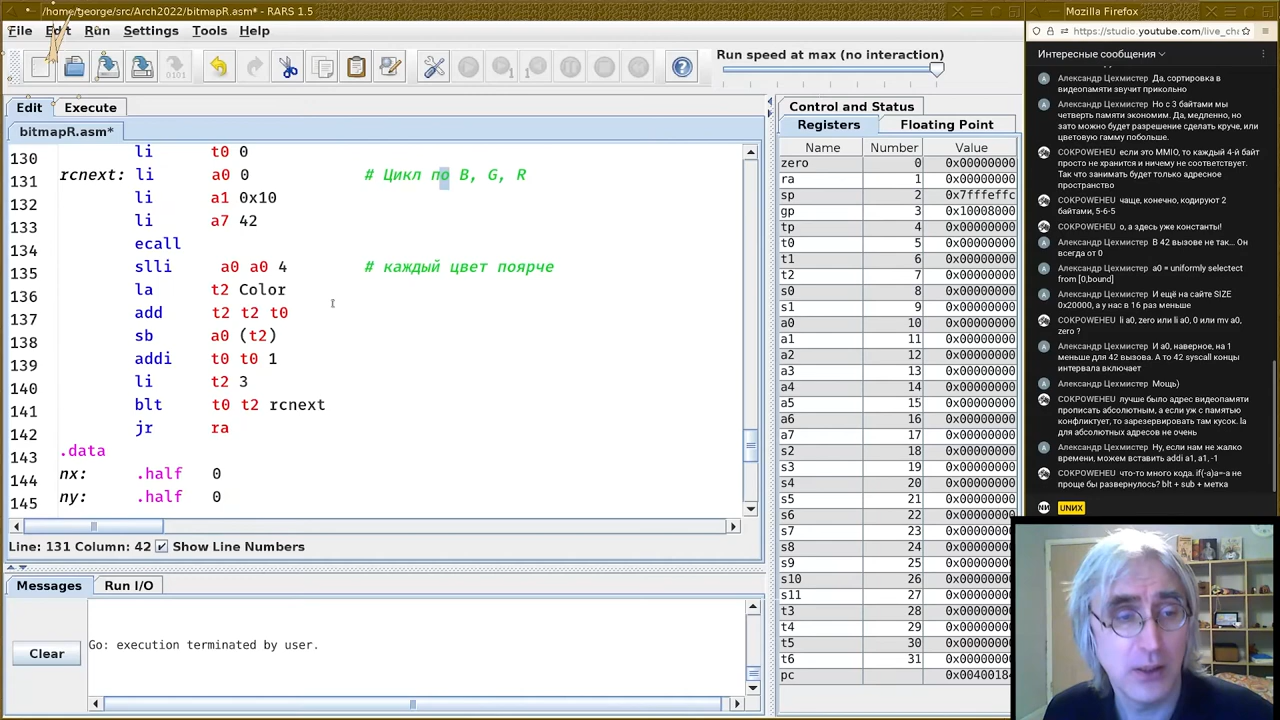 /home/george/src/Arch2022/bitmapR.asm* - RARS 1.5
File Edit Run Settings Tools Help
Run speed at max (no interaction)
Edit Execute
bitmapR.asm*
130 li t0 0
131 rcnext: li a0 0 # Цикл по B, G, R
132 li a1 0x10
133 li a7 42
134 ecall
135 slli a0 a0 4 # каждый цвет поярче
136 la t2 Color
137 add t2 t2 t0
138 sb a0 (t2)
139 addi t0 t0 1
140 li t2 3
141 blt t0 t2 rcnext
142 jr ra
143 .data
144 nx: .half 0
145 ny: .half 0
Line: 131 Column: 42 Show Line Numbers
Messages Run I/O
Go: execution terminated by user.
Clear
Control and Status
Registers Floating Point
Name Number Value
zero 0 0x00000000
ra 1 0x00000000
sp 2 0x7fffeffc
gp 3 0x10008000
tp 4 0x00000000
t0 5 0x00000000
t1 6 0x00000000
t2 7 0x00000000
s0 8 0x00000000
s1 9 0x00000000
a0 10 0x00000000
a1 11 0x00000000
a2 12 0x00000000
a3 13 0x00000000
a4 14 0x00000000
a5 15 0x00000000
a6 16 0x00000000
a7 17 0x00000000
s2 18 0x00000000
s3 19 0x00000000
s4 20 0x00000000
s5 21 0x00000000
s6 22 0x00000000
s7 23 0x00000000
s8 24 0x00000000
s9 25 0x00000000
s10 26 0x00000000
s11 27 0x00000000
t3 28 0x00000000
t4 29 0x00000000
t5 30 0x00000000
t6 31 0x00000000
pc 0x00400184
Mozilla Firefox
https://studio.youtube.com/live_cha
Интересные сообщения
Александр Цехмистер Да, сортировка в
видеопамяти звучит прикольно
Александр Цехмистер Но с 3 байтами мы
четверть памяти экономим. Да, медленно, но
зато можно будет разрешение сделать круче, или
цветовую гамму побольше.
COKPOWEHEU если это MMIO, то каждый 4-й байт
просто не хранится и ничему не соответствует.
Так что занимать будет только адресное
пространство
COKPOWEHEU чаще, конечно, кодируют 2
байтами, 5-6-5
COKPOWEHEU о, а здесь уже константы!
Александр Цехмистер В 42 вызове не так... Он
всегда от 0
Александр Цехмистер a0 = uniformly selectect
from [0,bound]
Александр Цехмистер И ещё на сайте SIZE
0x20000, а у нас в 16 раз меньше
COKPOWEHEU li a0, zero или li a0, 0 или mv a0,
zero ?
Александр Цехмистер И a0, наверное, на 1
меньше для 42 вызова. А то 42 syscall концы
интервала включает
Александр Цехмистер Мощь)
COKPOWEHEU лучше было адрес видеопамяти
прописать абсолютным, а если уж с памятью
конфликтует, то зарезервировать там кусок. la
для абсолютных адресов не очень
Александр Цехмистер Ну, если нам не жалко
времени, можем вставить addi a1, a1, -1
COKPOWEHEU что-то много кода. if(-a)a=-a не
проще бы развернулось? blt + sub + метка
UNИX